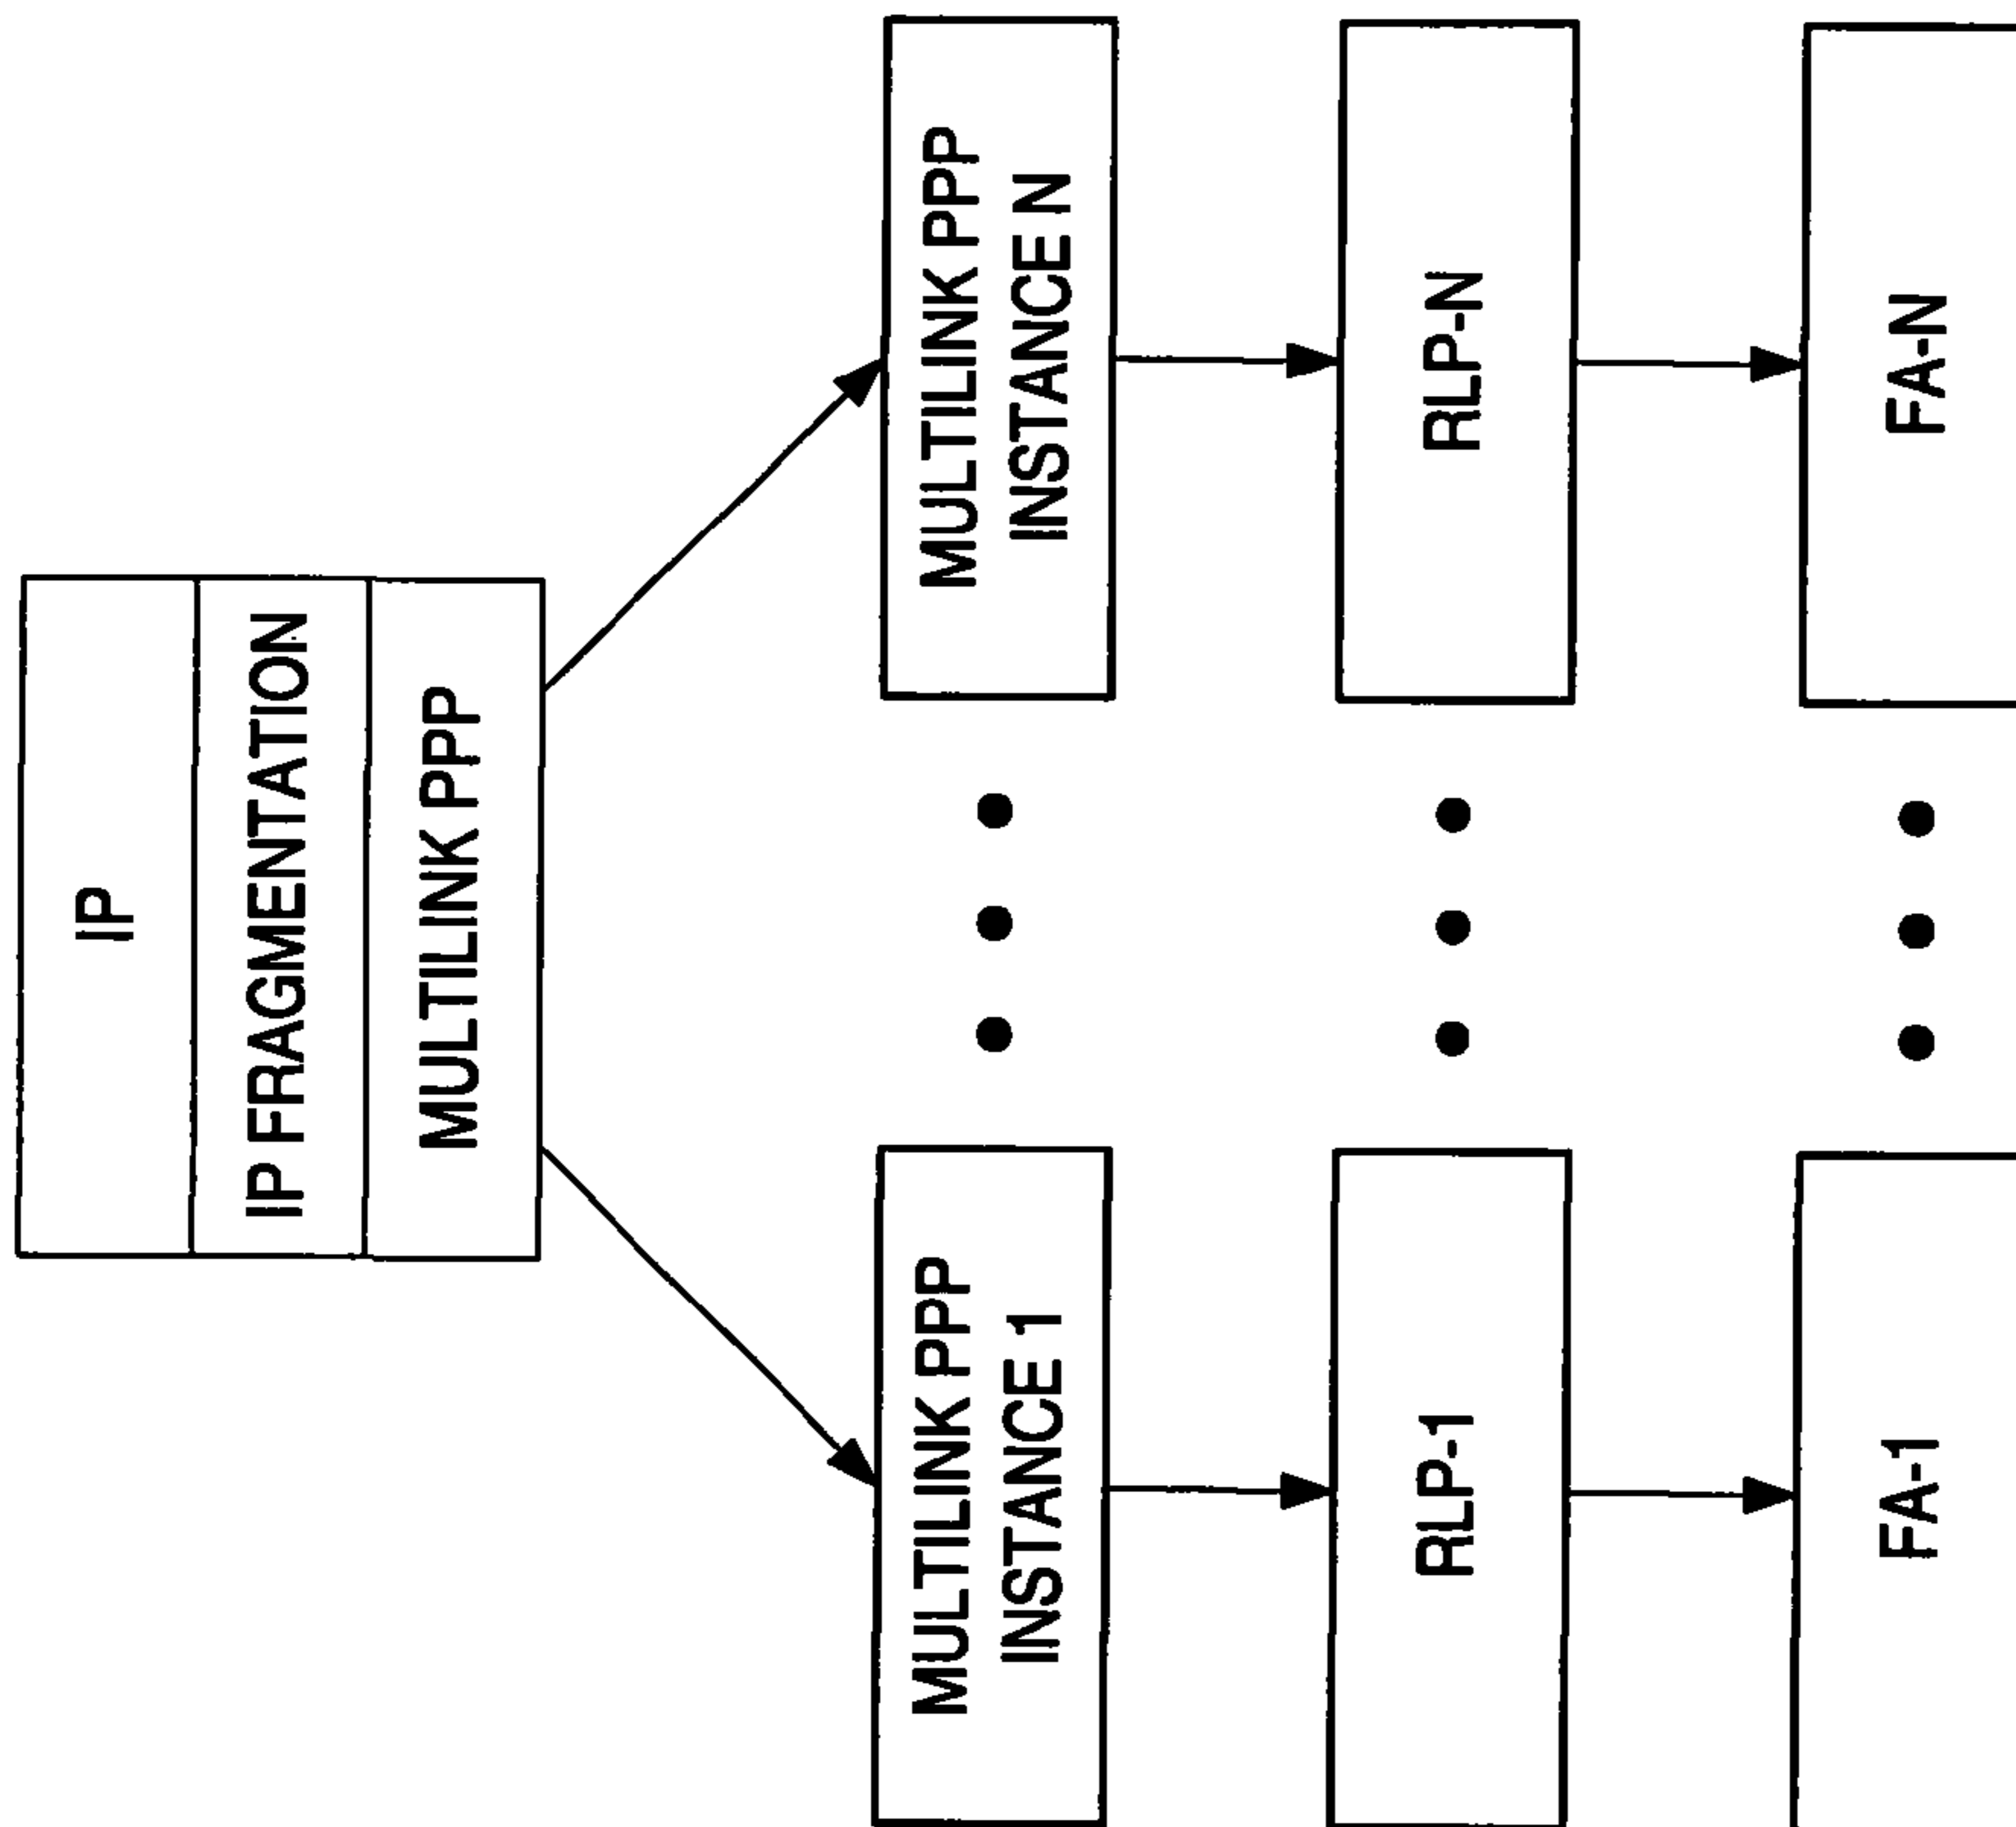 IP
IP FRAGMENTATION
MULTILINK PPP
MULTILINK PPP
INSTANCE 1
MULTILINK PPP
INSTANCE N
RLP-1
RLP-N
FA-1
FA-N